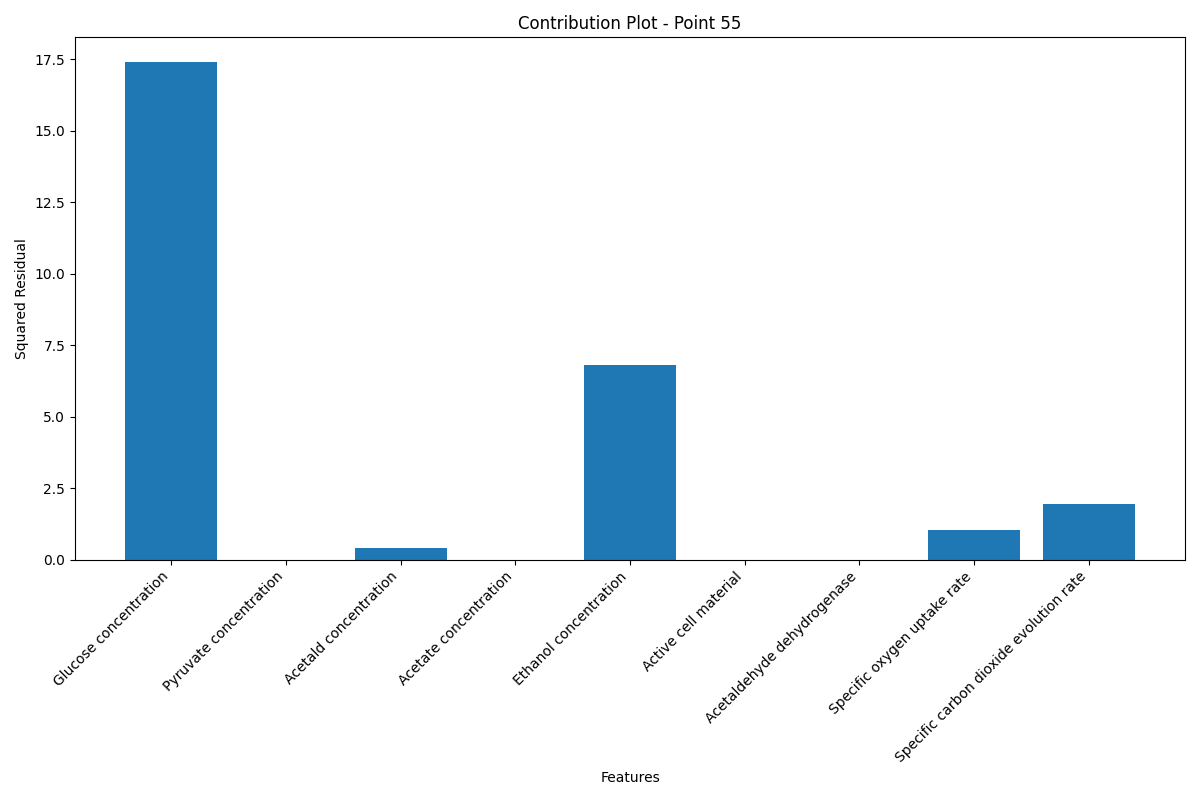 Contribution Plot - Point 55
17.5
15.0
12.5
10.0
7.5
5.0
2.5
0.0
Squared Residual
Glucose concentration
Pyruvate concentration
Acetald concentration
Acetate concentration
Ethanol concentration
Active cell material
Acetaldehyde dehydrogenase
Specific oxygen uptake rate
Specific carbon dioxide evolution rate
Features